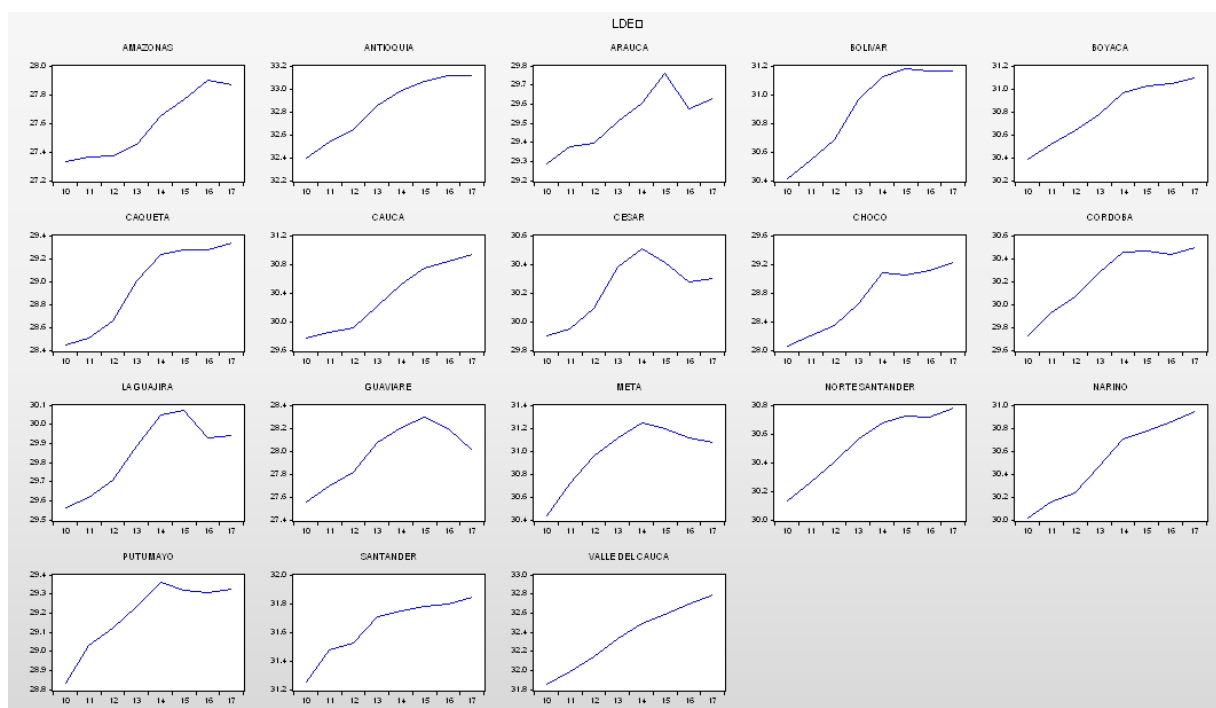 LDE□
AMAZONAS
28.0
27.8
27.6
27.4
27.2
10 11 12 13 14 15 16 17
ANTIOQUIA
33.2
33.0
32.8
32.6
32.4
32.2
10 11 12 13 14 15 16 17
ARAUCA
29.8
29.7
29.6
29.5
29.4
29.3
29.2
10 11 12 13 14 15 16 17
BOLIVAR
31.2
31.0
30.8
30.6
30.4
10 11 12 13 14 15 16 17
BOYACA
31.2
31.0
30.8
30.6
30.4
30.2
10 11 12 13 14 15 16 17
CAQUETA
29.4
29.2
29.0
28.8
28.6
28.4
10 11 12 13 14 15 16 17
CAUCA
31.2
30.8
30.4
30.0
29.6
10 11 12 13 14 15 16 17
CESAR
30.6
30.4
30.2
30.0
29.8
10 11 12 13 14 15 16 17
CHOCO
29.6
29.2
28.8
28.4
28.0
10 11 12 13 14 15 16 17
CORDOBA
30.6
30.4
30.2
30.0
29.8
29.6
10 11 12 13 14 15 16 17
LA GUAJIRA
30.1
30.0
29.9
29.8
29.7
29.6
29.5
10 11 12 13 14 15 16 17
GUAVIARE
28.4
28.2
28.0
27.8
27.6
27.4
10 11 12 13 14 15 16 17
META
31.4
31.2
31.0
30.8
30.6
30.4
10 11 12 13 14 15 16 17
NORTE SANTANDER
30.8
30.6
30.4
30.2
30.0
10 11 12 13 14 15 16 17
NARINO
31.0
30.8
30.6
30.4
30.2
30.0
10 11 12 13 14 15 16 17
PUTUMAYO
29.4
29.3
29.2
29.1
29.0
28.9
28.8
10 11 12 13 14 15 16 17
SANTANDER
32.0
31.8
31.6
31.4
31.2
10 11 12 13 14 15 16 17
VALLE DEL CAUCA
33.0
32.8
32.6
32.4
32.2
32.0
31.8
10 11 12 13 14 15 16 17